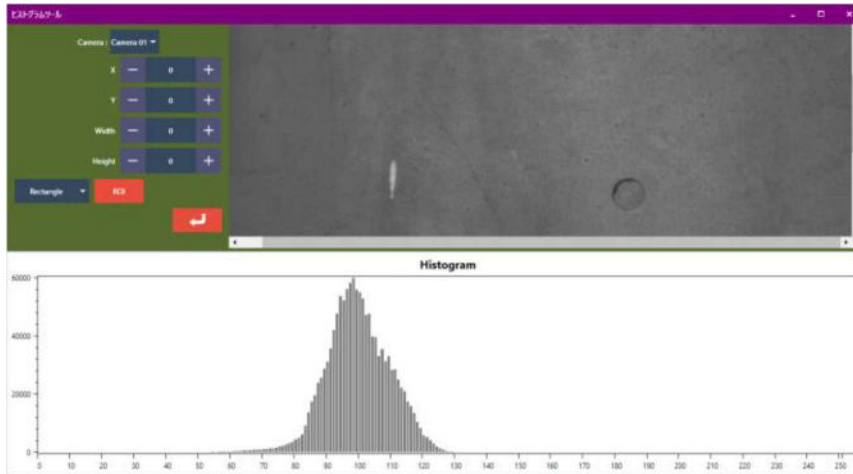 ヒストグラムツール
Camera : Camera 01
X 0
Y 0
Width 0
Height 0
Rectangle ROI
Histogram
60000
40000
20000
0
0 10 20 30 40 50 60 70 80 90 100 110 120 130 140 150 160 170 180 190 200 210 220 230 240 250